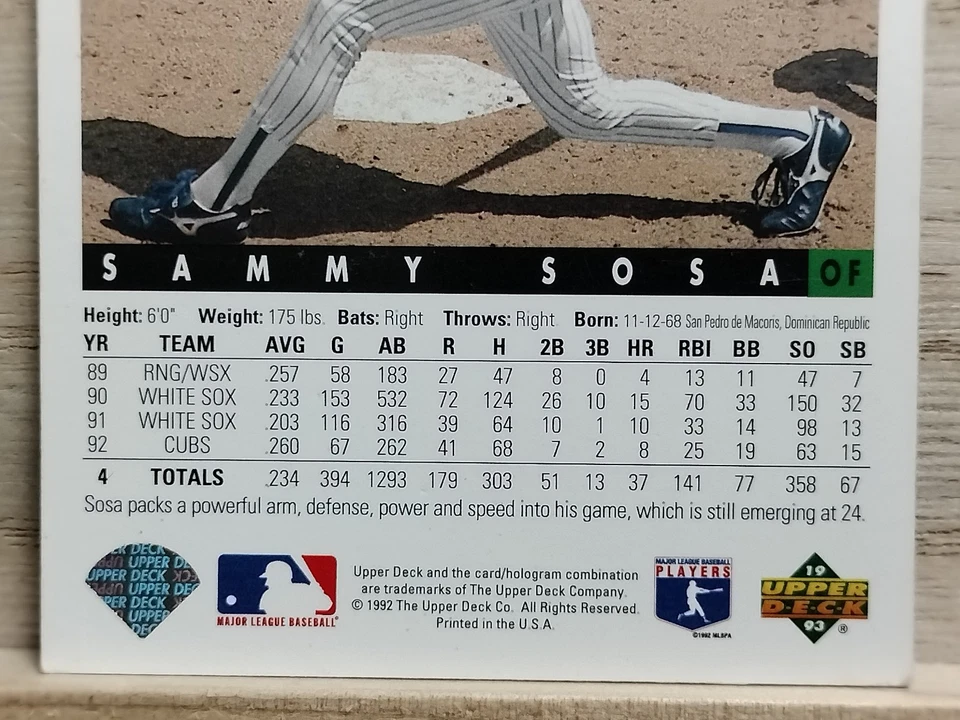 SAMMY SOSA OF
Height: 6'0" Weight: 175 lbs. Bats: Right Throws: Right Born: 11-12-68 San Pedro de Macoris, Dominican Republic
YR TEAM AVG G AB R H 2B 3B HR RBI BB SO SB
89 RNG/WSX .257 58 183 27 47 8 0 4 13 11 47 7
90 WHITE SOX .233 153 532 72 124 26 10 15 70 33 150 32
91 WHITE SOX .203 116 316 39 64 10 1 10 33 14 98 13
92 CUBS .260 67 262 41 68 7 2 8 25 19 63 15
4 TOTALS .234 394 1293 179 303 51 13 37 141 77 358 67
Sosa packs a powerful arm, defense, power and speed into his game, which is still emerging at 24.
UPPER DECK
UPPER DECK
UPPER DECK
UPPER DECK
MAJOR LEAGUE BASEBALL®
Upper Deck and the card/hologram combination
are trademarks of The Upper Deck Company.
© 1992 The Upper Deck Co. All Rights Reserved.
Printed in the U.S.A.
MAJOR LEAGUE BASEBALL
PLAYERS
©1992 MLBPA
19
UPPER
D·E·C·K
93 ®